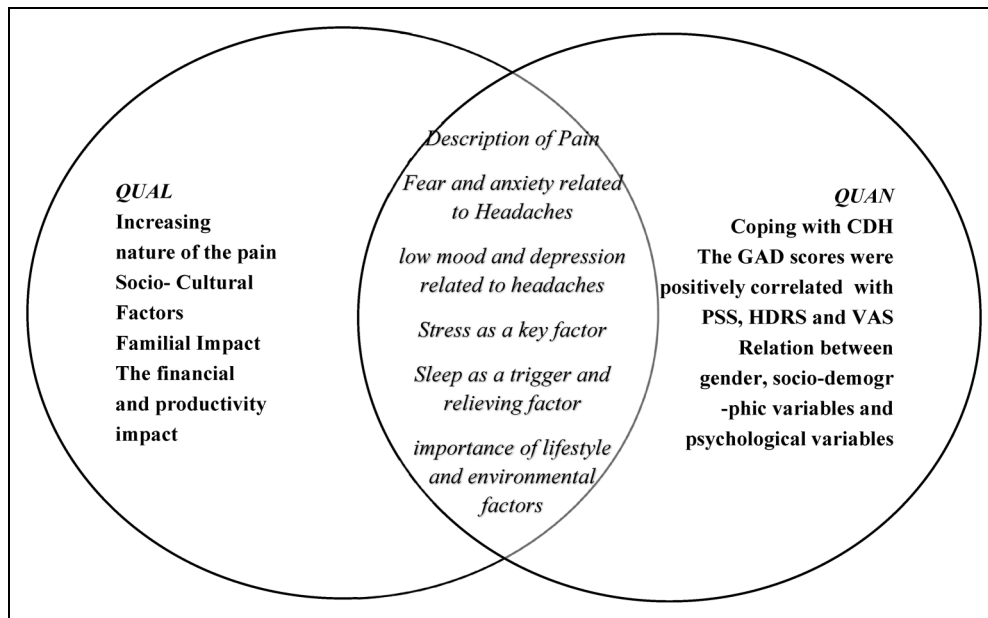 QUAL
Increasing
nature of the pain
Socio- Cultural
Factors
Familial Impact
The financial
and productivity
impact
Description of Pain
Fear and anxiety related
to Headaches
low mood and depression
related to headaches
Stress as a key factor
Sleep as a trigger and
relieving factor
importance of lifestyle
and environmental
factors
QUAN
Coping with CDH
The GAD scores were
positively correlated with
PSS, HDRS and VAS
Relation between
gender, socio-demogr
-phic variables and
psychological variables